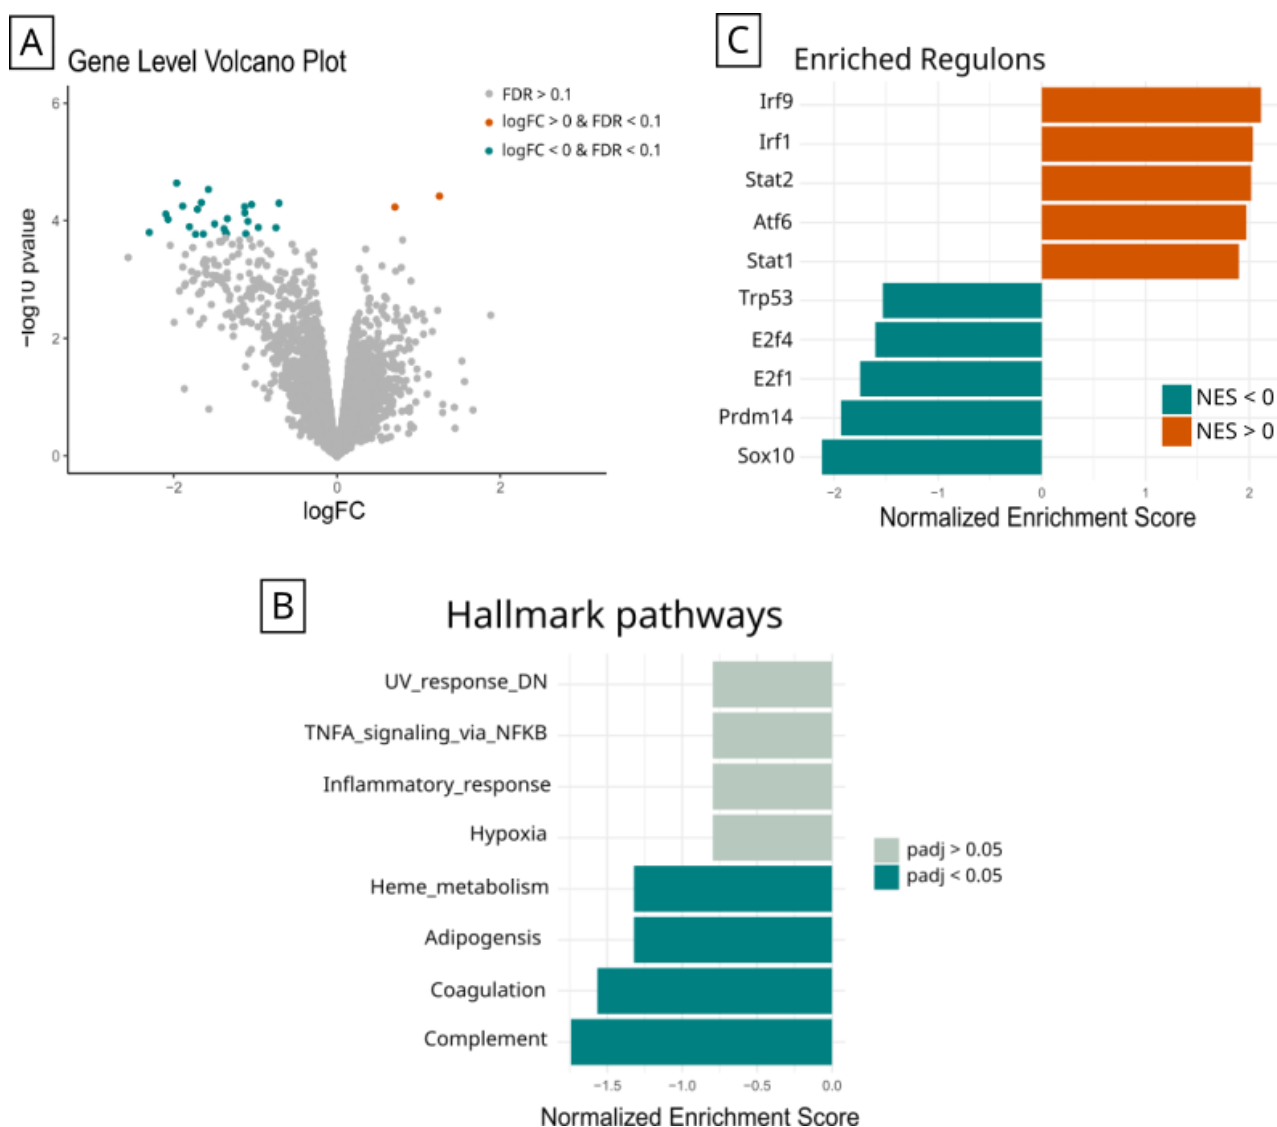 A
Gene Level Volcano Plot
FDR > 0.1
logFC > 0 & FDR < 0.1
logFC < 0 & FDR < 0.1
6
4
2
0
−log10 pvalue
−2
0
2
logFC
C
Enriched Regulons
Irf9
Irf1
Stat2
Atf6
Stat1
Trp53
E2f4
E2f1
Prdm14
Sox10
NES < 0
NES > 0
−2
−1
0
1
2
Normalized Enrichment Score
B
Hallmark pathways
UV_response_DN
TNFA_signaling_via_NFKB
Inflammatory_response
Hypoxia
Heme_metabolism
Adipogensis
Coagulation
Complement
padj > 0.05
padj < 0.05
−1.5
−1.0
−0.5
0.0
Normalized Enrichment Score